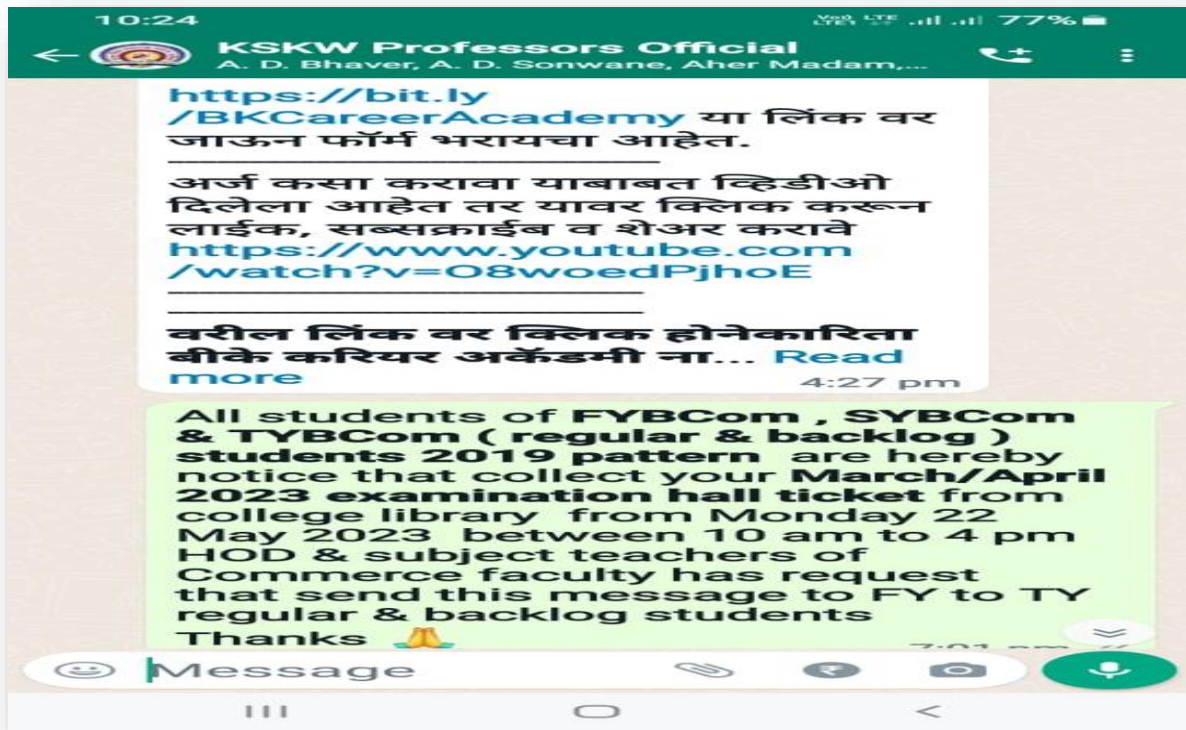 10:24
LTE 77%
KSKW Professors Official
A. D. Bhaver, A. D. Sonwane, Aher Madam,...
https://bit.ly
/BKCareerAcademy या लिंक वर
जाऊन फॉर्म भरायचा आहेत.
अर्ज कसा करावा याबाबत व्हिडीओ
दिलेला आहेत तर यावर क्लिक करून
लाईक, सब्सक्राईब व शेअर करावे
https://www.youtube.com
/watch?v=O8woedPjhoE
वरील लिंक वर क्लिक होनेकारिता
बीके करियर अकॅडमी ना... Read
more
4:27 pm
All students of FYBCom , SYBCom
& TYBCom ( regular & backlog )
students 2019 pattern are hereby
notice that collect your March/April
2023 examination hall ticket from
college library from Monday 22
May 2023 between 10 am to 4 pm
HOD & subject teachers of
Commerce faculty has request
that send this message to FY to TY
regular & backlog students
Thanks 🙏
7:01 pm
Message